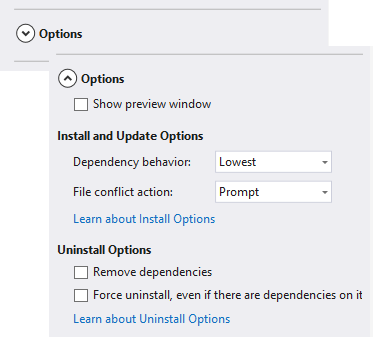 Options
Options
Show preview window
Install and Update Options
Dependency behavior: Lowest
File conflict action: Prompt
Learn about Install Options
Uninstall Options
Remove dependencies
Force uninstall, even if there are dependencies on it
Learn about Uninstall Options